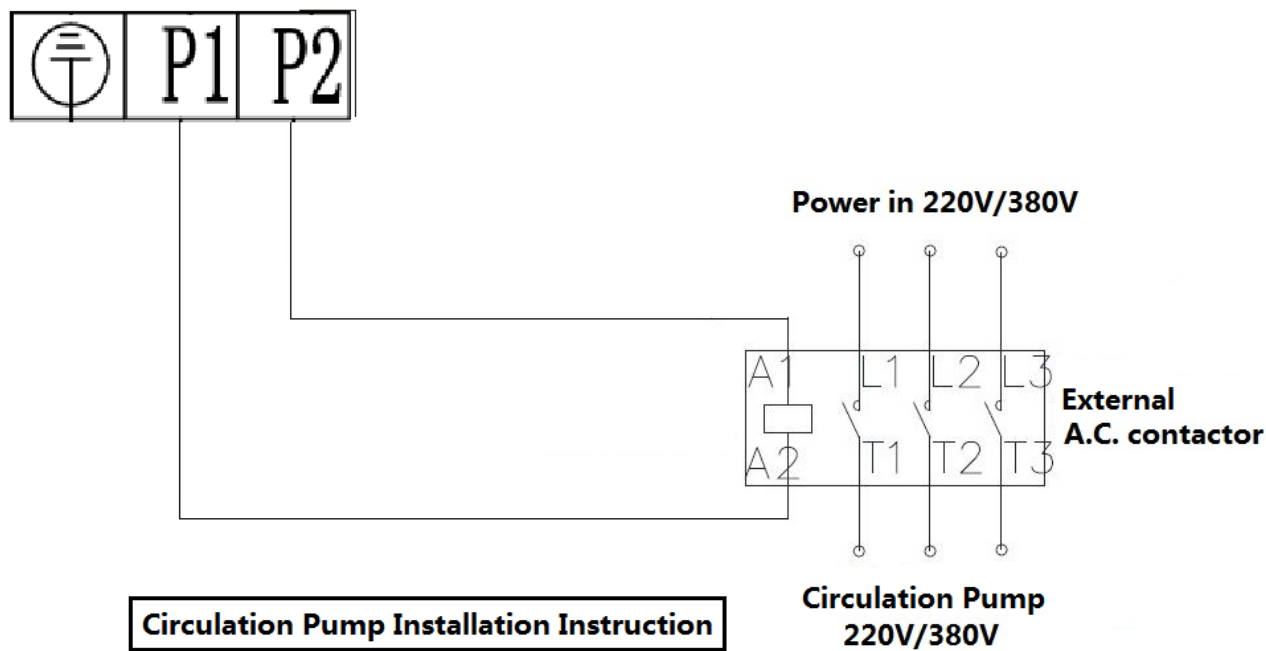 P1 P2
Power in 220V/380V
A1 L1 L2 L3
External
A.C. contactor
A2 T1 T2 T3
Circulation Pump
220V/380V
Circulation Pump Installation Instruction